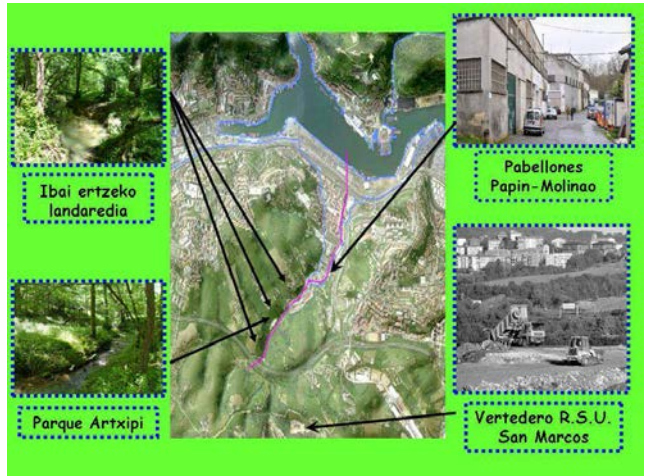 Ibai ertzeko
landaredia
Pabellones
Papin-Molinao
Parque Artxipi
Vertedero R.S.U.
San Marcos